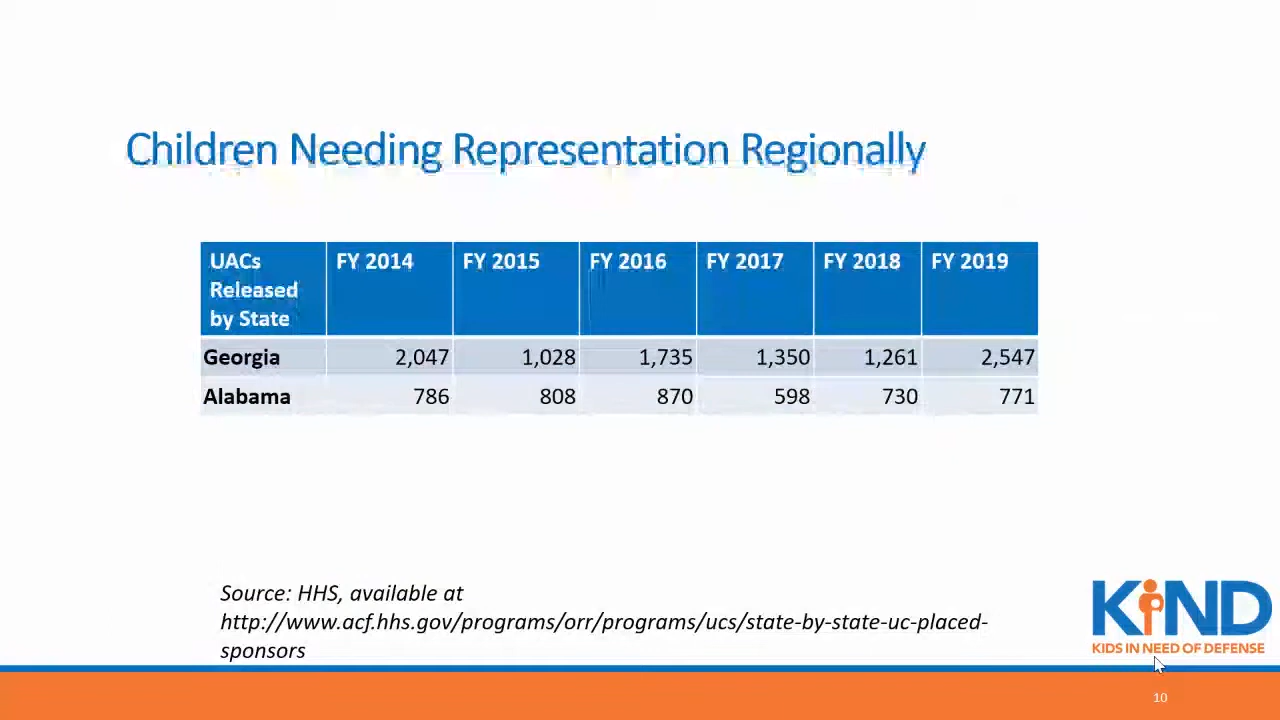 Children Needing Representation Regionally
UACs Released by State FY 2014 FY 2015 FY 2016 FY 2017 FY 2018 FY 2019
Georgia 2,047 1,028 1,735 1,350 1,261 2,547
Alabama 786 808 870 598 730 771
Source: HHS, available at
http://www.acf.hhs.gov/programs/orr/programs/ucs/state-by-state-uc-placed-
sponsors
KiND
KIDS IN NEED OF DEFENSE
10